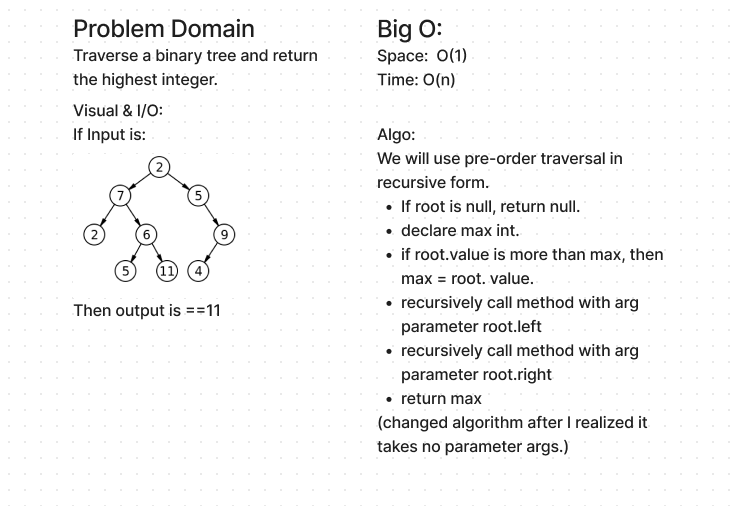 Problem Domain
Traverse a binary tree and return
the highest integer.
Visual & I/O:
If Input is:
2
7
5
2
6
9
5
11
4
Then output is ==11
Big O:
Space:  O(1)
Time: O(n)
Algo:
We will use pre-order traversal in
recursive form.
• If root is null, return null.
• declare max int.
• if root.value is more than max, then
max = root. value.
• recursively call method with arg
parameter root.left
• recursively call method with arg
parameter root.right
• return max
(changed algorithm after I realized it
takes no parameter args.)